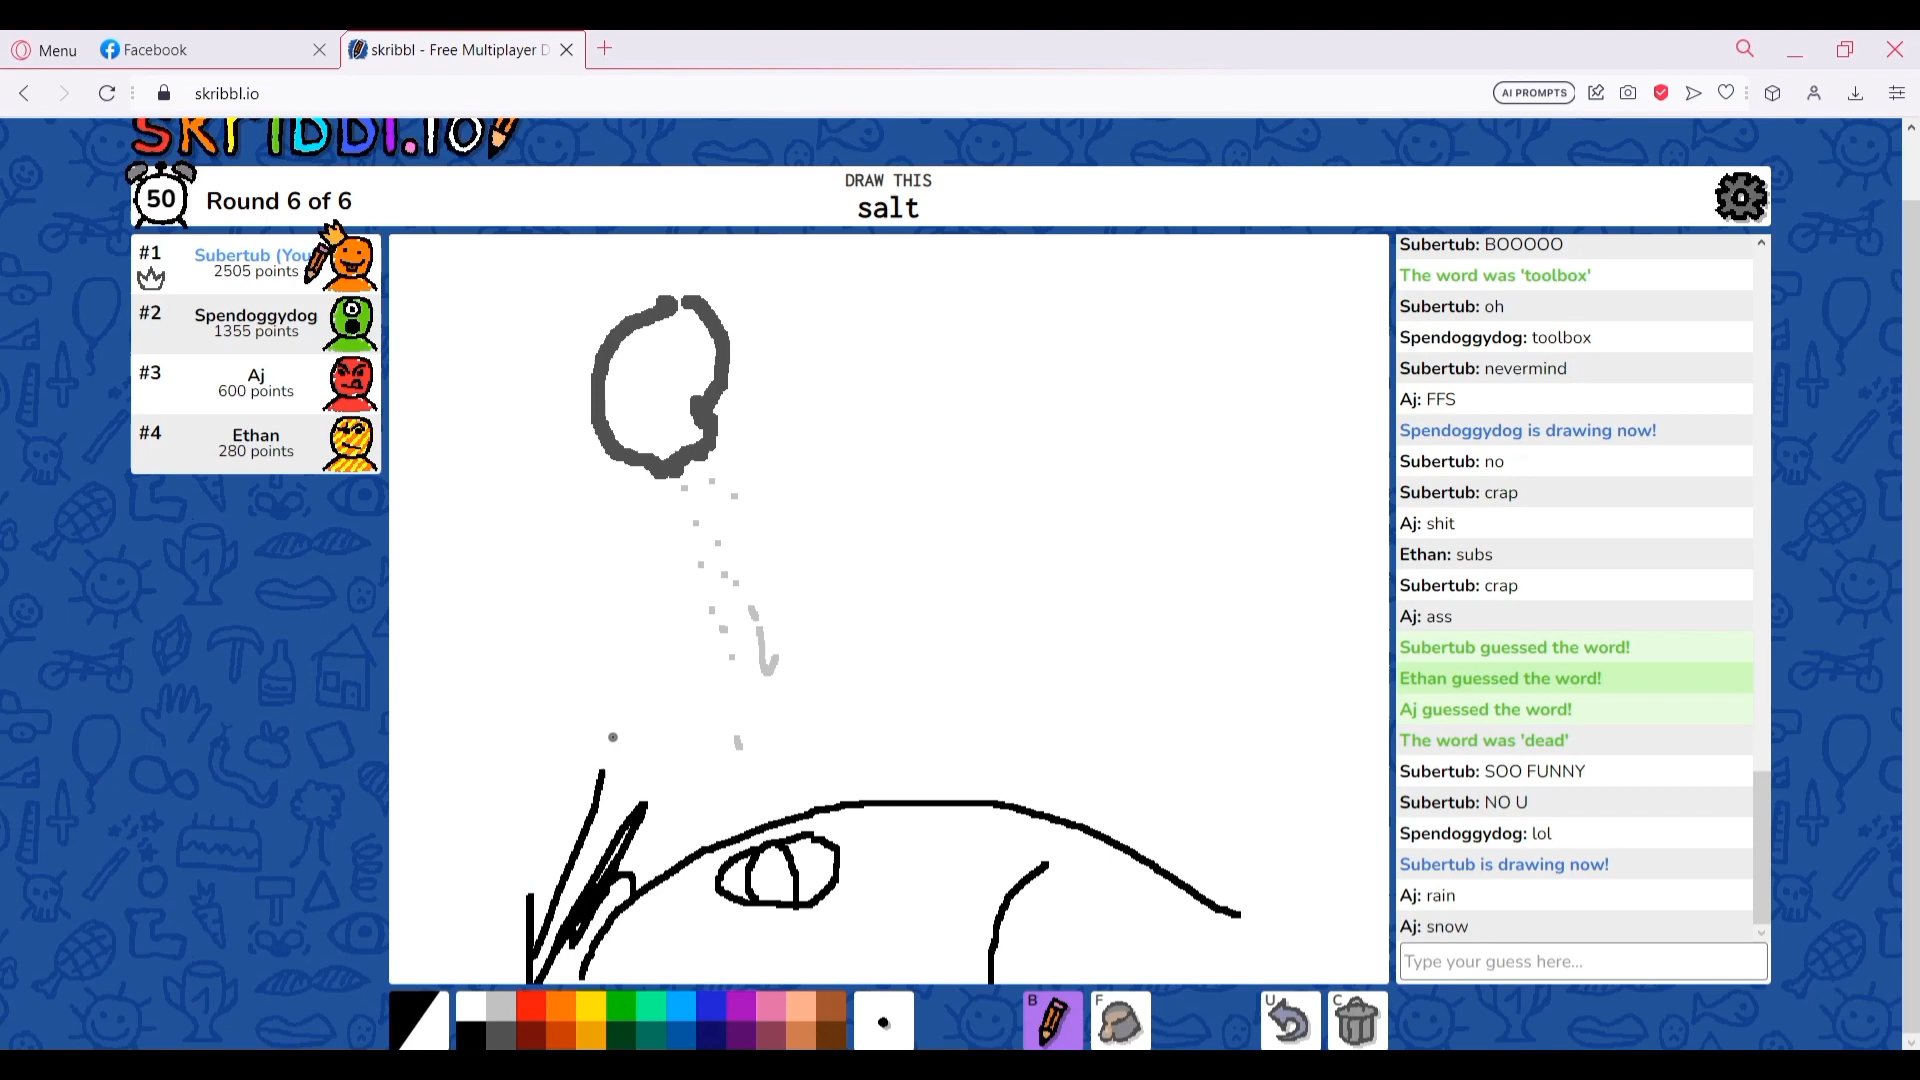 Menu
Facebook
skribbl - Free Multiplayer D
skribbl.io
AI PROMPTS
skribbl.io
50
Round 6 of 6
DRAW THIS
salt
#1
Subertub (You
2505 points
#2
Spendoggydog
1355 points
#3
Aj
600 points
#4
Ethan
280 points
Subertub: BOOOOO
The word was 'toolbox'
Subertub: oh
Spendoggydog: toolbox
Subertub: nevermind
Aj: FFS
Spendoggydog is drawing now!
Subertub: no
Subertub: crap
Aj: shit
Ethan: subs
Subertub: crap
Aj: ass
Subertub guessed the word!
Ethan guessed the word!
Aj guessed the word!
The word was 'dead'
Subertub: SOO FUNNY
Subertub: NO U
Spendoggydog: lol
Subertub is drawing now!
Aj: rain
Aj: snow
Type your guess here...
B
F
U
C